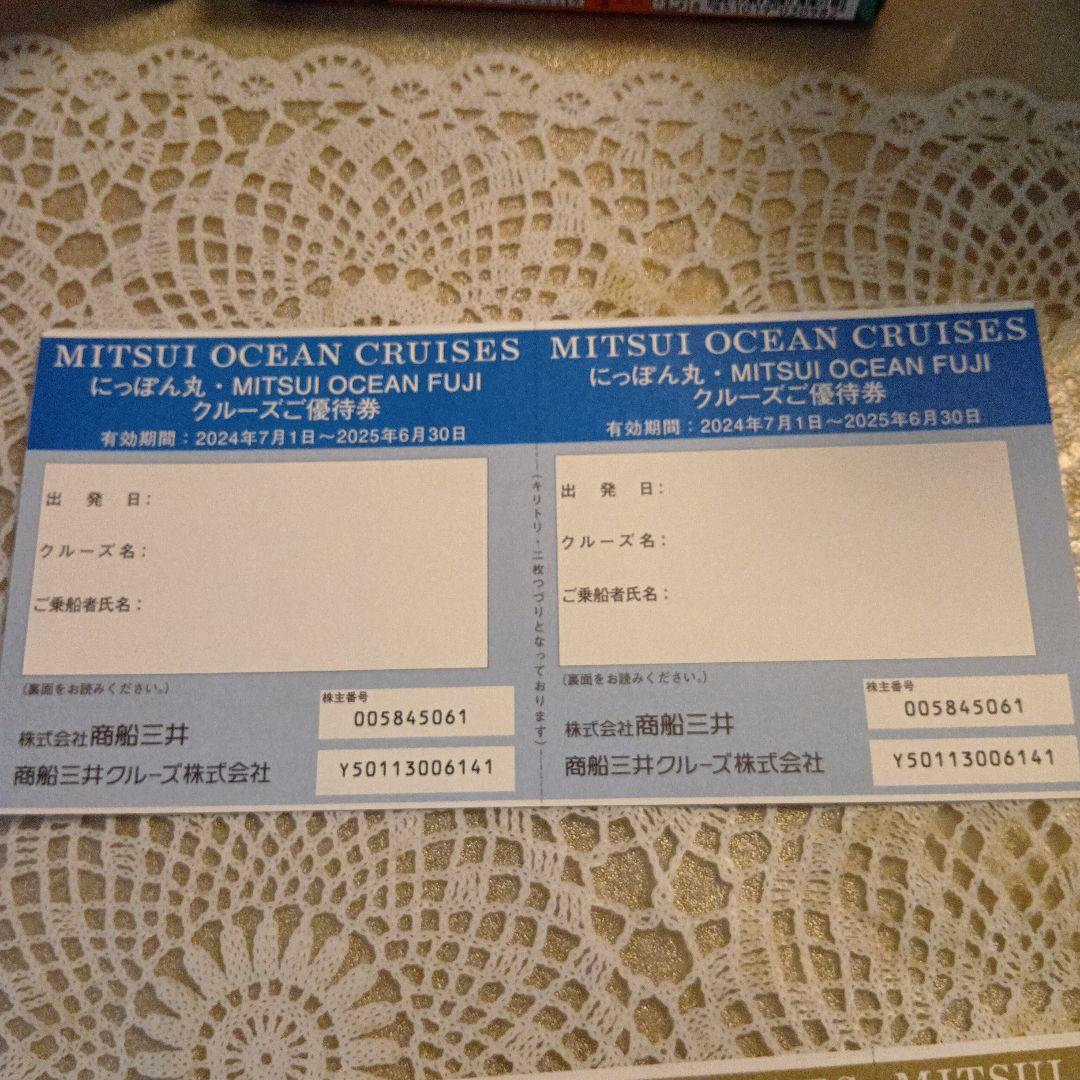 MITSUI OCEAN CRUISES
にっぽん丸・MITSUI OCEAN FUJI
クルーズご優待券
有効期間：2024年7月1日～2025年6月30日
出 発 日：
クルーズ名：
ご乗船者氏名：
(裏面をお読みください。)
株主番号
005845061
株式会社商船三井
商船三井クルーズ株式会社
Y50113006141
(キリトリ・二枚つづりとなっております)
MITSUI OCEAN CRUISES
にっぽん丸・MITSUI OCEAN FUJI
クルーズご優待券
有効期間：2024年7月1日～2025年6月30日
出 発 日：
クルーズ名：
ご乗船者氏名：
(裏面をお読みください。)
株主番号
005845061
株式会社商船三井
商船三井クルーズ株式会社
Y50113006141
MITSUI